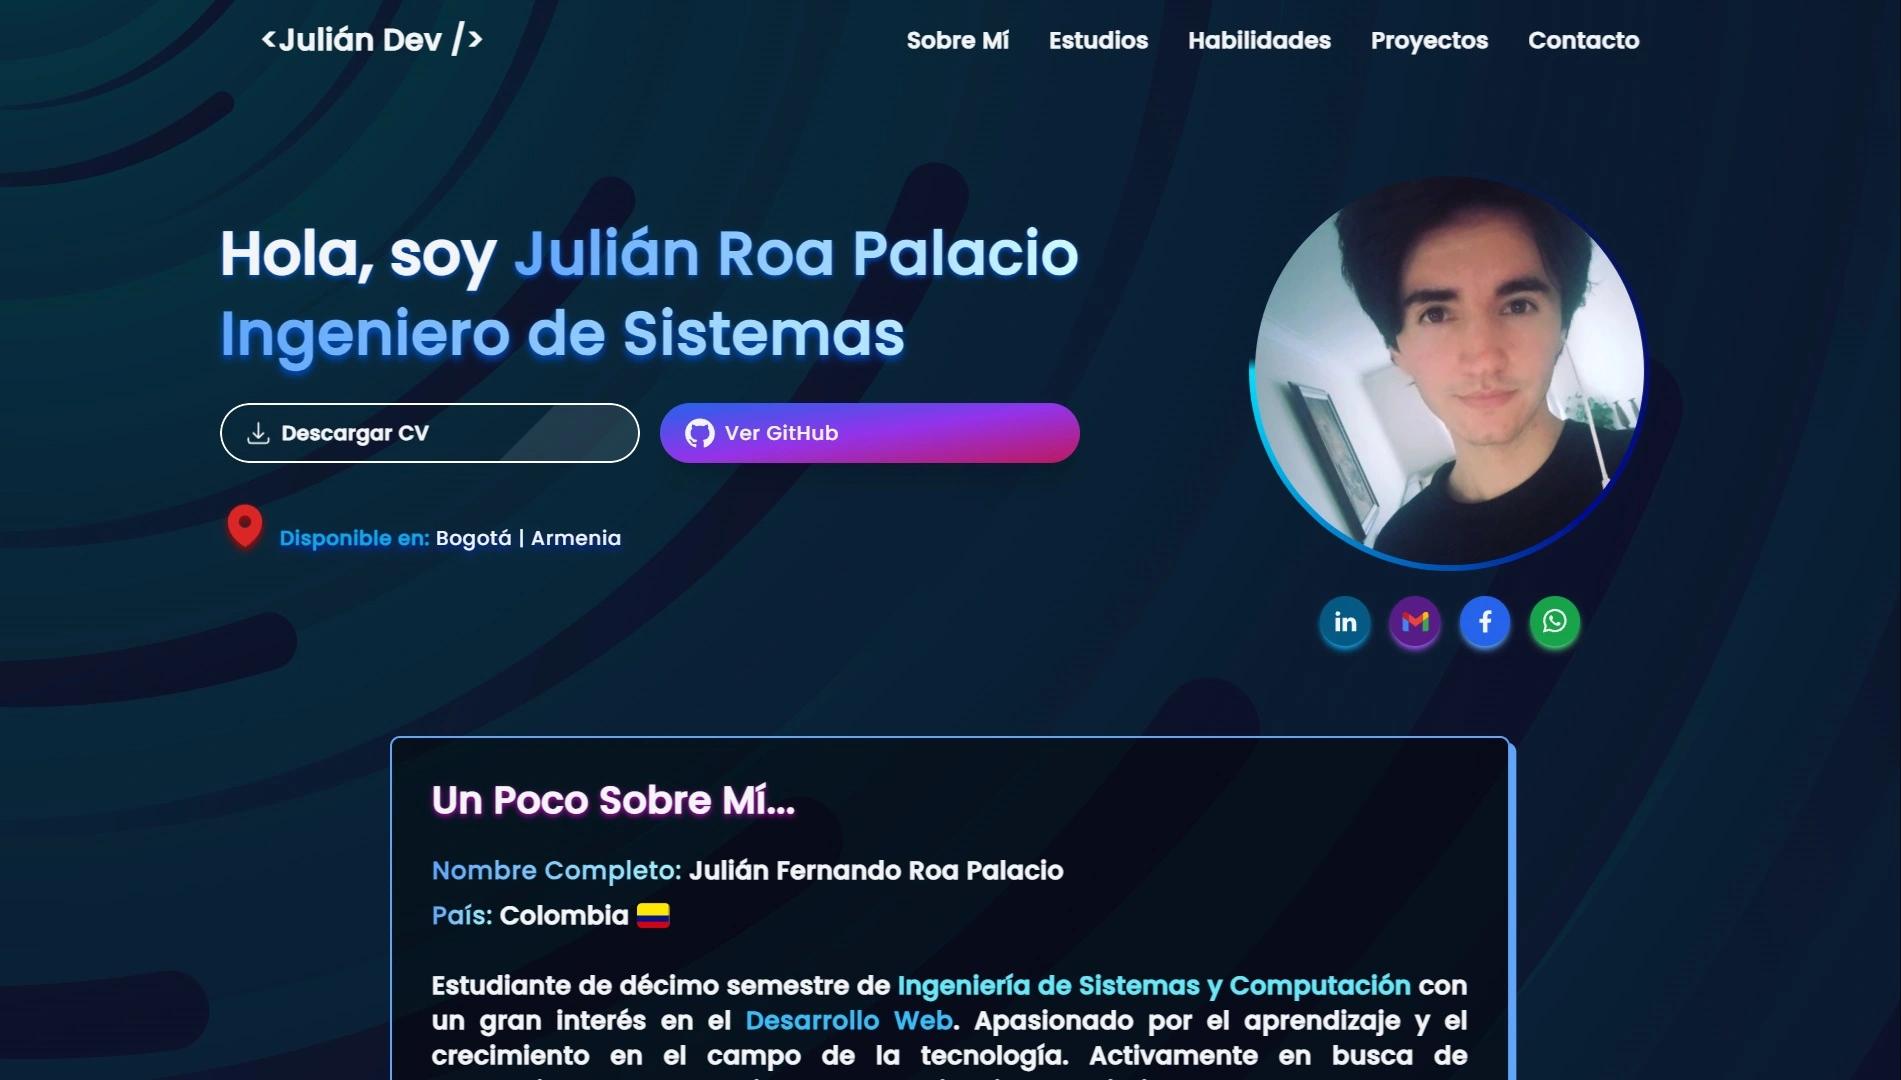 <Julián Dev />
Sobre Mí Estudios Habilidades Proyectos Contacto
Hola, soy Julián Roa Palacio
Ingeniero de Sistemas
Descargar CV
Ver GitHub
Disponible en: Bogotá | Armenia
in
f
Un Poco Sobre Mí...
Nombre Completo: Julián Fernando Roa Palacio
País: Colombia
Estudiante de décimo semestre de Ingeniería de Sistemas y Computación con
un gran interés en el Desarrollo Web. Apasionado por el aprendizaje y el
crecimiento en el campo de la tecnología. Activamente en busca de